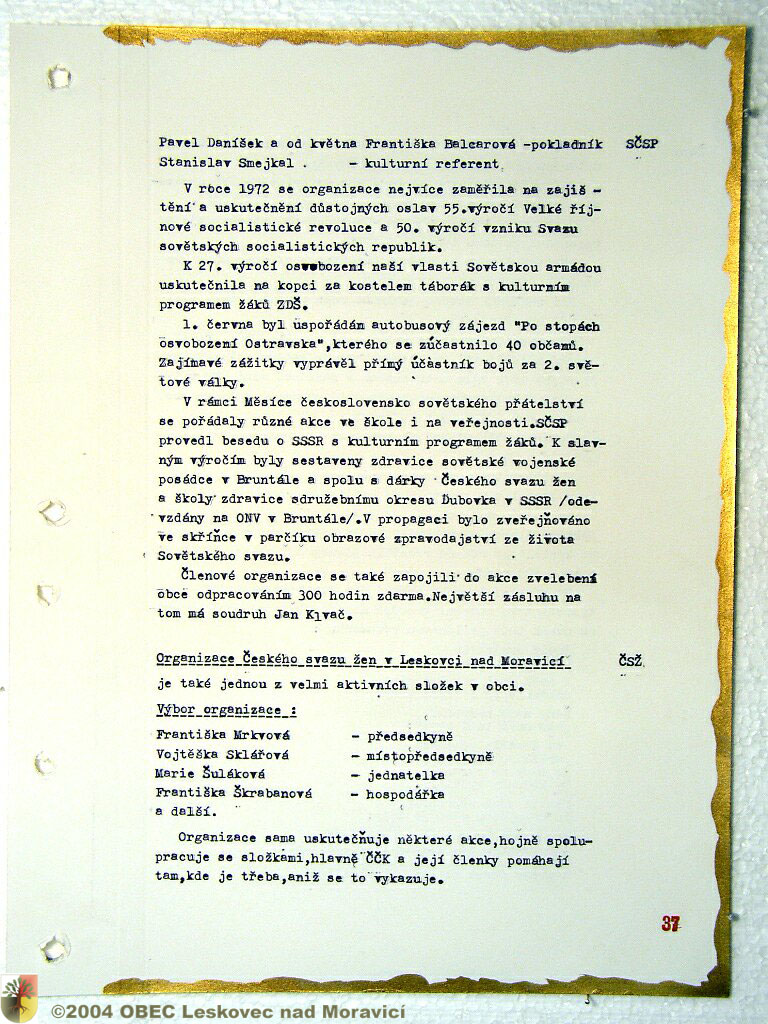 Pavel Daníšek a od května Františka Balcarová -pokladník SČSP
Stanislav Smejkal . - kulturní referent
V roce 1972 se organizace nejvíce zaměřila na zajiš -
tění a uskutečnění důstojných oslav 55.výročí Velké říj-
nové socialistické revoluce a 50. výročí vzniku Svazu
sovětských socialistických republik.
K 27. výročí osvobození naší vlasti Sovětskou armádou
uskutečnila na kopci za kostelem táborák s kulturním
programem žáků ZDŠ.
1. června byl uspořádán autobusový zájezd "Po stopách
osvobození Ostravska",kterého se zúčastnilo 40 občanů.
Zajímavé zážitky vyprávěl přímý účastník bojů za 2. svě-
tové války.
V rámci Měsíce československo sovětského přátelství
se pořádaly různé akce ve škole i na veřejnosti.SČSP
provedl besedu o SSSR s kulturním programem žáků. K slav-
ným výročím byly sestaveny zdravice sovětské vojenské
posádce v Bruntále a spolu s dárky Českého svazu žen
a školy zdravice sdružebnímu okresu Dubovka v SSSR /ode-
vzdány na ONV v Bruntále/.V propagaci bylo zveřejňováno
ve skříňce v parčíku obrazové zpravodajství ze života
Sovětského svazu.
Členové organizace se také zapojili do akce zvelebení
obce odpracováním 300 hodin zdarma.Největší zásluhu na
tom má soudruh Jan Klvač.
Organizace Českého svazu žen v Leskovci nad Moravicí ČSŽ
je také jednou z velmi aktivních složek v obci.
Výbor organizace :
Františka Mrkvová - předsedkyně
Vojtěška Sklářová - místopředsedkyně
Marie Šuláková - jednatelka
Františka Škrabanová - hospodářka
a další.
Organizace sama uskutečňuje některé akce,hojně spolu-
pracuje se složkami,hlavně ČČK a její členky pomáhají
tam,kde je třeba,aniž se to vykazuje.
37
©2004 OBEC Leskovec nad Moravicí